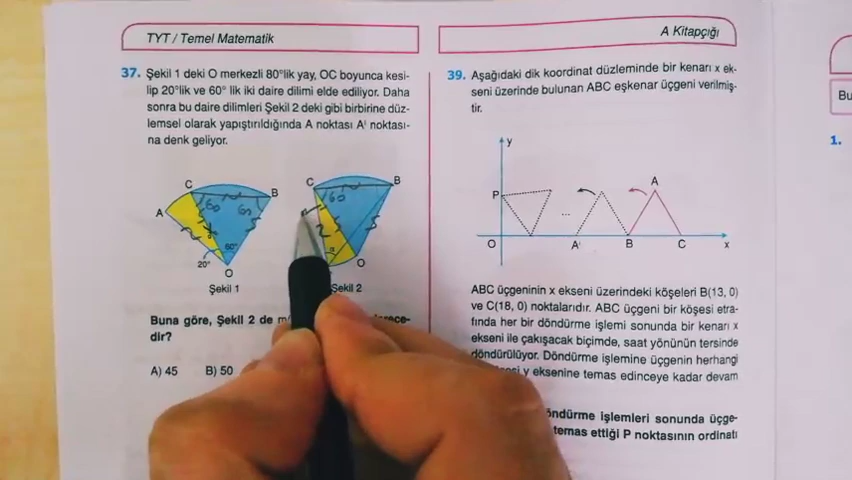 TYT / Temel Matematik
A Kitapçığı
37. Şekil 1 deki O merkezli 80°lik yay, OC boyunca kesi-
lip 20°lik ve 60° lik iki daire dilimi elde ediliyor. Daha
sonra bu daire dilimleri Şekil 2 deki gibi birbirine düz-
lemsel olarak yapıştırıldığında A noktası A' noktası-
na denk geliyor.
C
B
A
60
60
60°
20°
O
Şekil 1
C
B
60
α
O
Şekil 2
Buna göre, Şekil 2 de
dir?
A) 45
B) 50
39. Aşağıdaki dik koordinat düzleminde bir kenarı x ek-
seni üzerinde bulunan ABC eşkenar üçgeni verilmiş-
tir.
y
P
A
...
O
A'
B
C
x
ABC üçgeninin x ekseni üzerindeki köşeleri B(13, 0)
ve C(18, 0) noktalarıdır. ABC üçgeni bir köşesi etra-
fında her bir döndürme işlemi sonunda bir kenarı x
ekseni ile çakışacak biçimde, saat yönünün tersinde
döndürülüyor. Döndürme işlemine üçgenin herhangi
y eksenine temas edinceye kadar devam
döndürme işlemleri sonunda üçge-
temas ettiği P noktasının ordinatı
Bu
1.